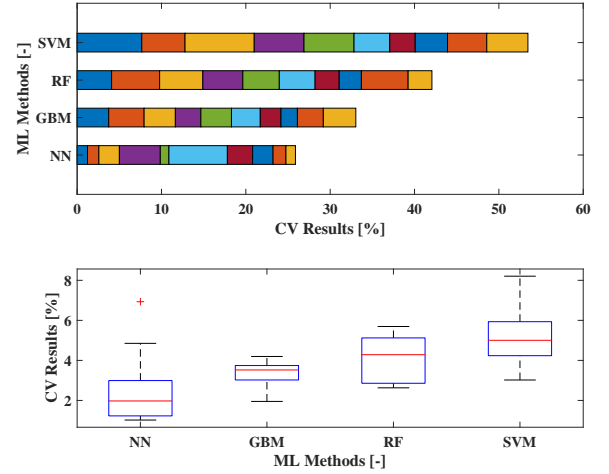 SVM
RF
GBM
NN
ML Methods [-]
0 10 20 30 40 50 60
CV Results [%]
8
6
4
2
CV Results [%]
NN GBM RF SVM
ML Methods [-]